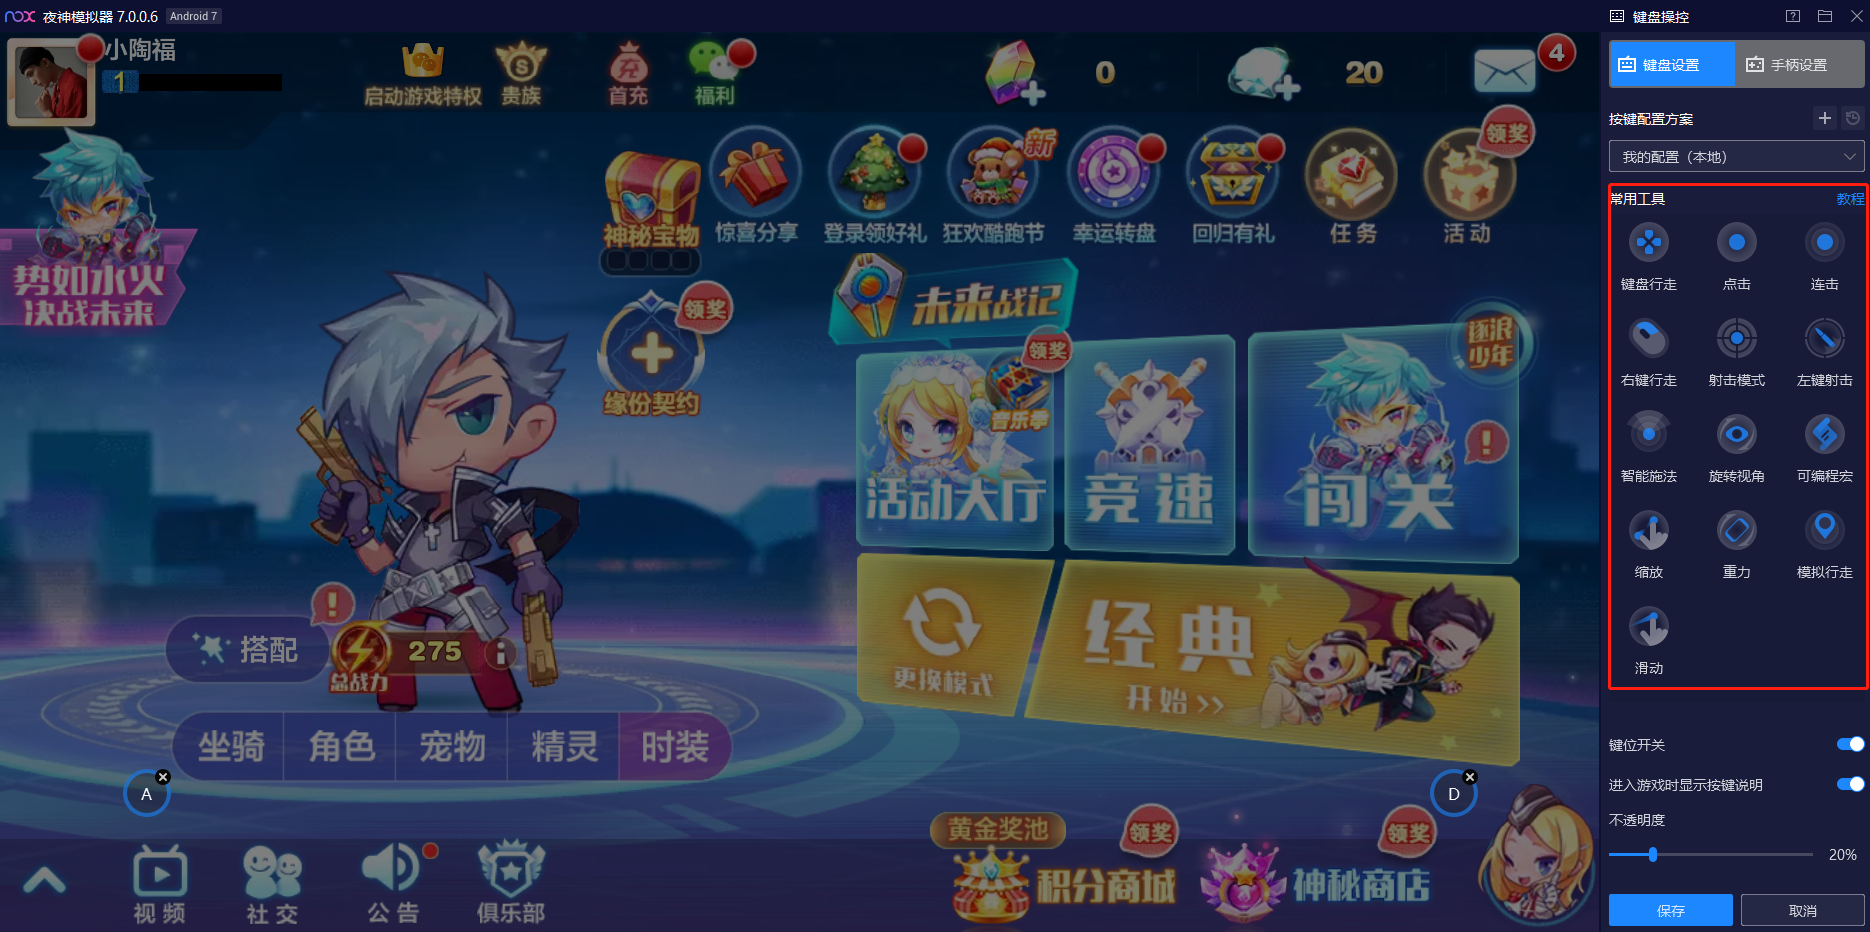 nox 夜神模拟器 7.0.0.6 Android 7
键盘操控
小陶福
1
启动游戏特权
贵族
充
首充
福利
0
20
4
键盘设置
手柄设置
按键配置方案
我的配置（本地）
常用工具
教程
键盘行走
点击
连击
右键行走
射击模式
左键射击
智能施法
旋转视角
可编程宏
缩放
重力
模拟行走
滑动
键位开关
进入游戏时显示按键说明
不透明度
20%
保存
取消
势如水火
决战未来
神秘宝物
惊喜分享
登录领好礼
新
狂欢酷跑节
幸运转盘
回归有礼
任务
领奖
活动
领奖
缘份契约
未来战记
领奖
音乐季
活动大厅
竞速
逐浪少年
闯关
搭配
总战力
275
更换模式
经典
开始 >>
坐骑
角色
宠物
精灵
时装
A
D
视频
社交
公告
俱乐部
黄金奖池
领奖
积分商城
领奖
神秘商店